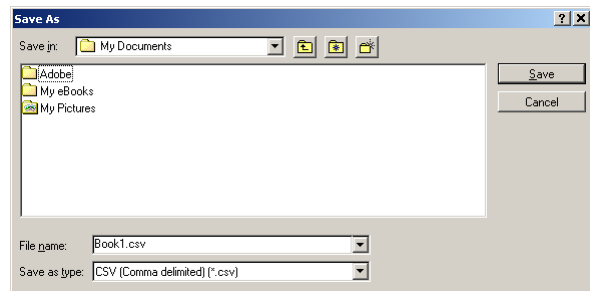 Save As
Save in: My Documents
Adobe
My eBooks
My Pictures
Save
Cancel
File name: Book1.csv
Save as type: CSV (Comma delimited) (*.csv)